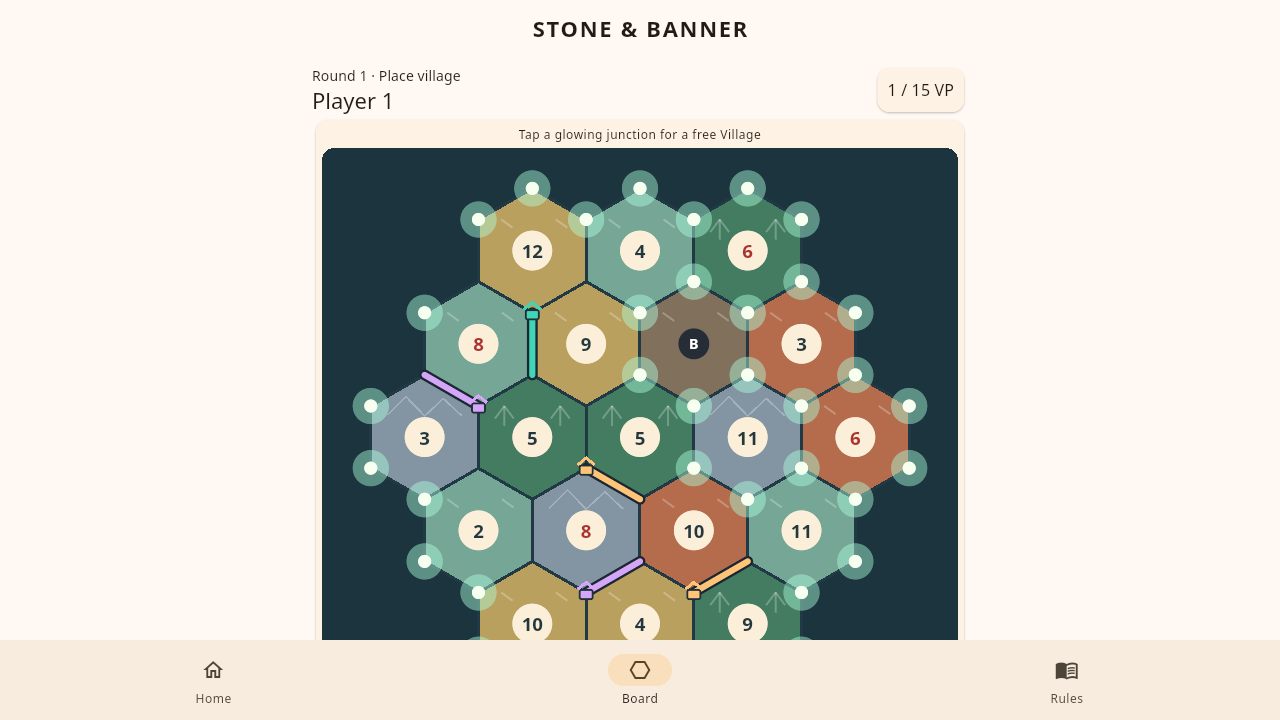 STONE & BANNER
Round 1 · Place village
Player 1
1 / 15 VP
Tap a glowing junction for a free Village
12 4 6
8 9 B 3
3 5 5 11 6
2 8 10 11
10 4 9
Home Board Rules